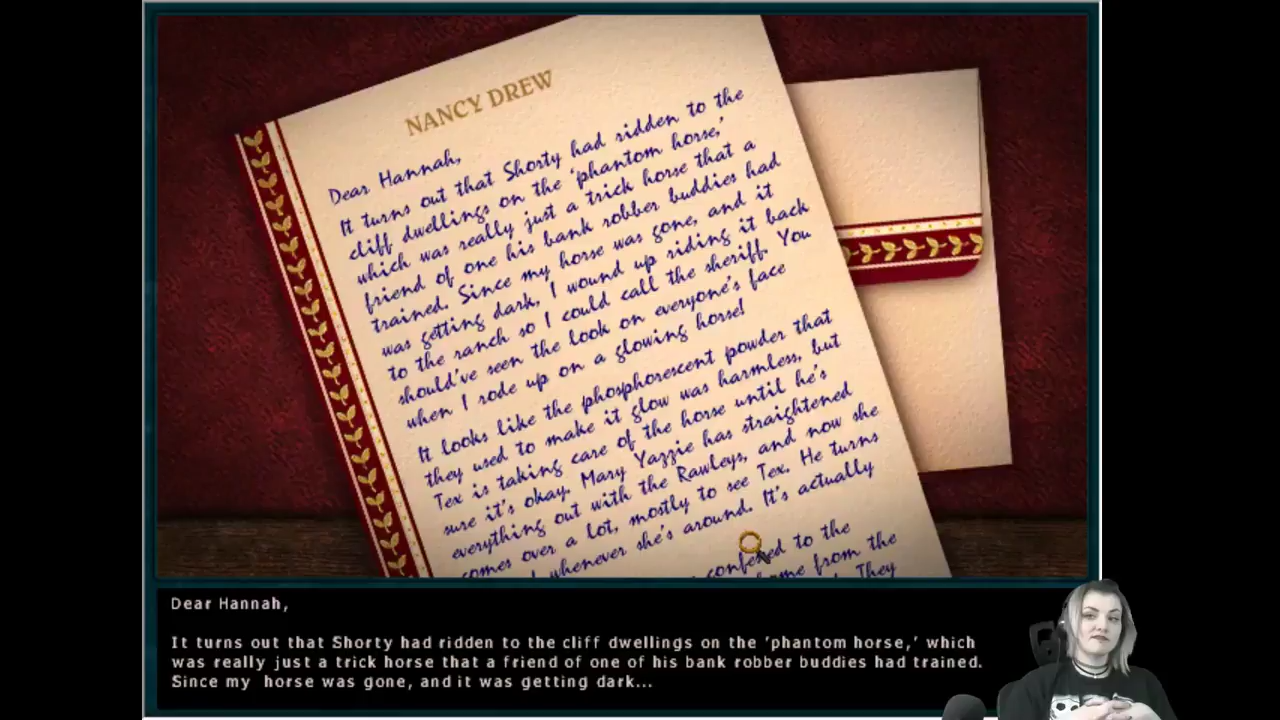 NANCY DREW
Dear Hannah,
It turns out that Shorty had ridden to the
cliff dwellings on the 'phantom horse,'
which was really just a trick horse that a
friend of one his bank robber buddies had
trained. Since my horse was gone, and it
was getting dark, I wound up riding it back
to the ranch so I could call the sheriff. You
should've seen the look on everyone's face
when I rode up on a glowing horse!
It looks like the phosphorescent powder that
they used to make it glow was harmless, but
Tex is taking care of the horse until he's
sure it's okay. Mary Yazzie has straightened
everything out with the Rawleys, and now she
comes over a lot, mostly to see Tex. He turns
whenever she's around. It's actually
confessed to the
home from the
They
Dear Hannah,
It turns out that Shorty had ridden to the cliff dwellings on the 'phantom horse,' which
was really just a trick horse that a friend of one of his bank robber buddies had trained.
Since my horse was gone, and it was getting dark...